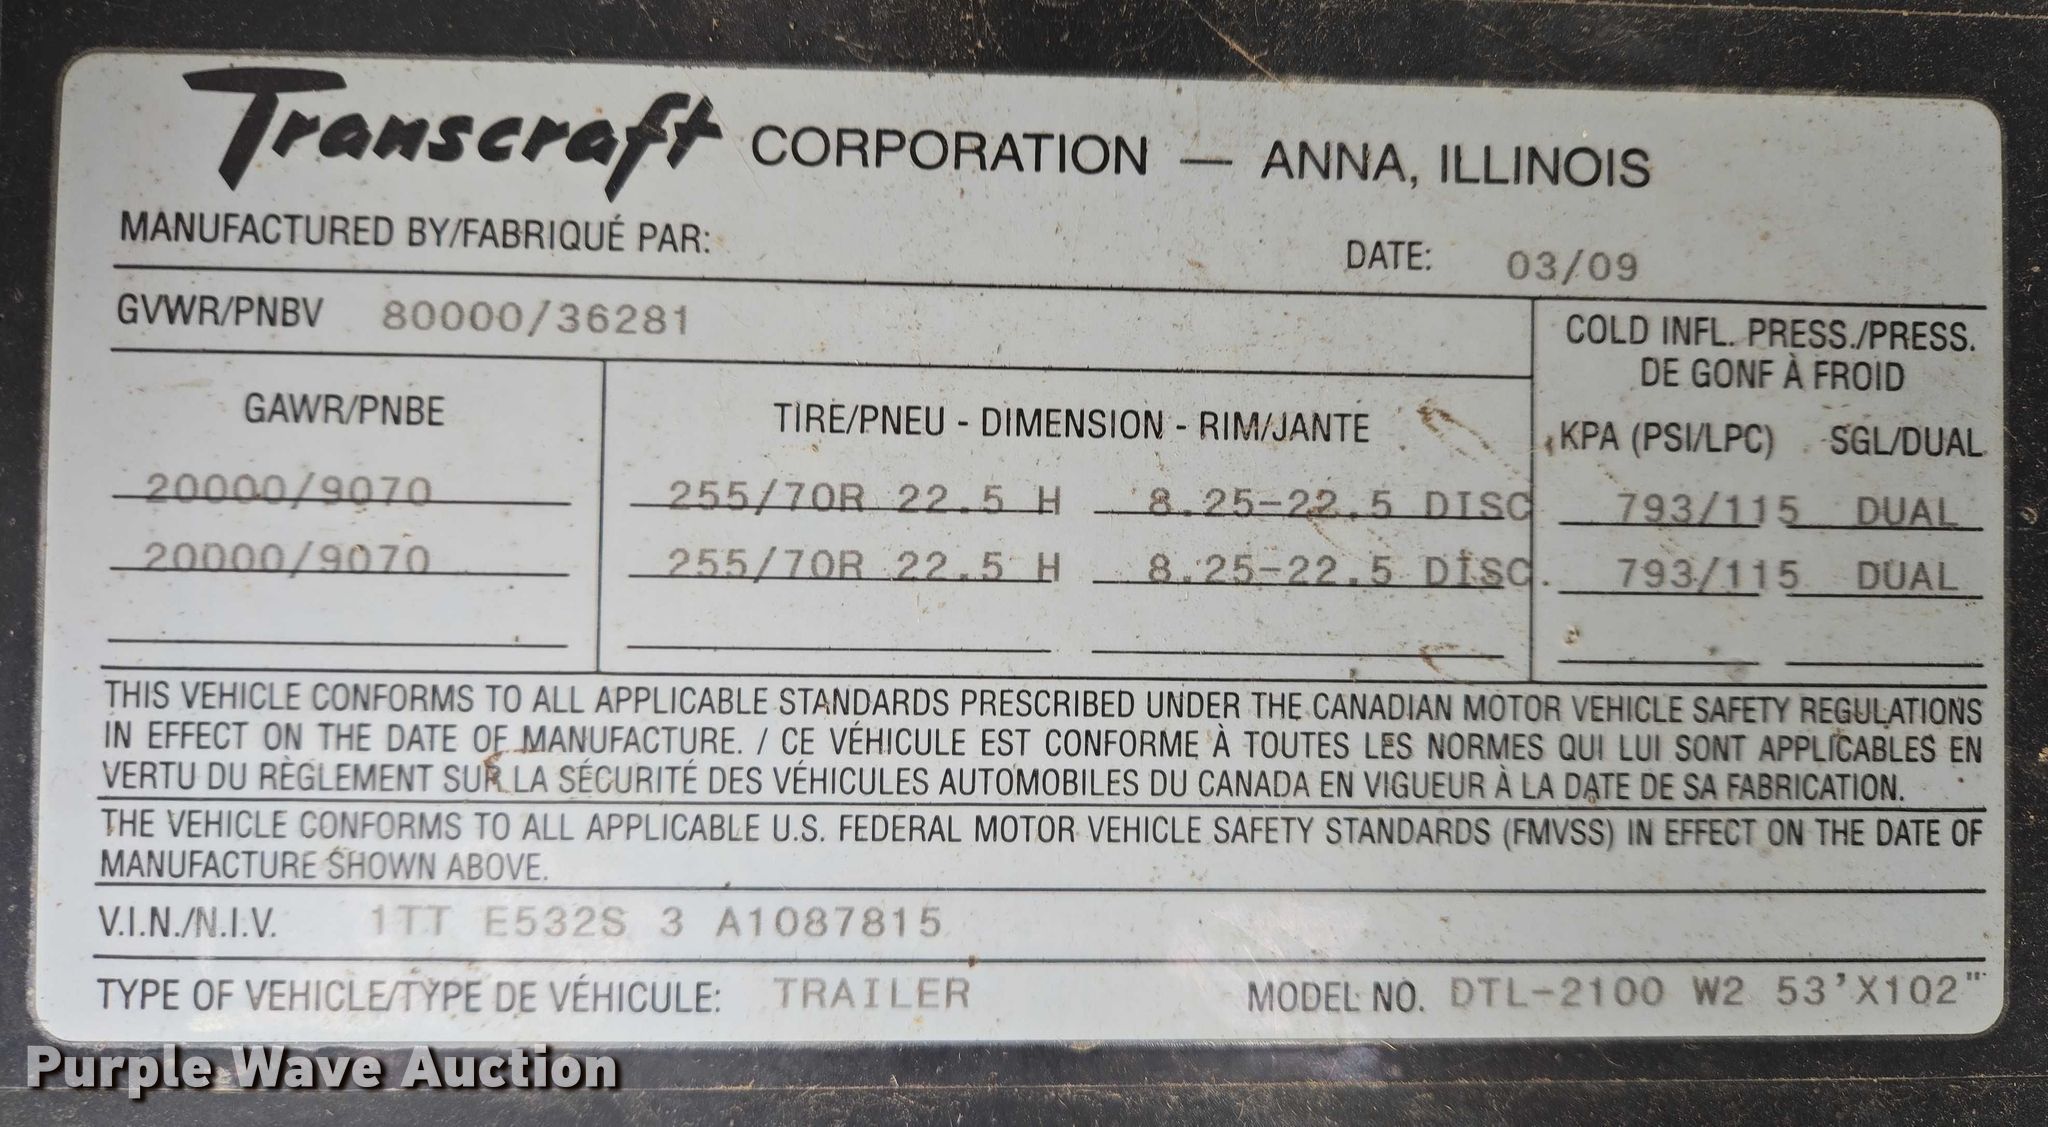 Transcraft CORPORATION — ANNA, ILLINOIS
MANUFACTURED BY/FABRIQUÉ PAR: DATE: 03/09
GVWR/PNBV 80000/36281
COLD INFL. PRESS./PRESS.
DE GONF À FROID
GAWR/PNBE TIRE/PNEU - DIMENSION - RIM/JANTE KPA (PSI/LPC) SGL/DUAL
20000/9070 255/70R 22.5 H 8.25-22.5 DISC 793/115 DUAL
20000/9070 255/70R 22.5 H 8.25-22.5 DISC 793/115 DUAL
THIS VEHICLE CONFORMS TO ALL APPLICABLE STANDARDS PRESCRIBED UNDER THE CANADIAN MOTOR VEHICLE SAFETY REGULATIONS
IN EFFECT ON THE DATE OF MANUFACTURE. / CE VÉHICULE EST CONFORME À TOUTES LES NORMES QUI LUI SONT APPLICABLES EN
VERTU DU RÈGLEMENT SUR LA SÉCURITÉ DES VÉHICULES AUTOMOBILES DU CANADA EN VIGUEUR À LA DATE DE SA FABRICATION.
THE VEHICLE CONFORMS TO ALL APPLICABLE U.S. FEDERAL MOTOR VEHICLE SAFETY STANDARDS (FMVSS) IN EFFECT ON THE DATE OF
MANUFACTURE SHOWN ABOVE.
V.I.N./N.I.V. 1TT E532S 3 A1087815
TYPE OF VEHICLE/TYPE DE VÉHICULE: TRAILER MODEL NO. DTL-2100 W2 53'X102"
Purple Wave Auction